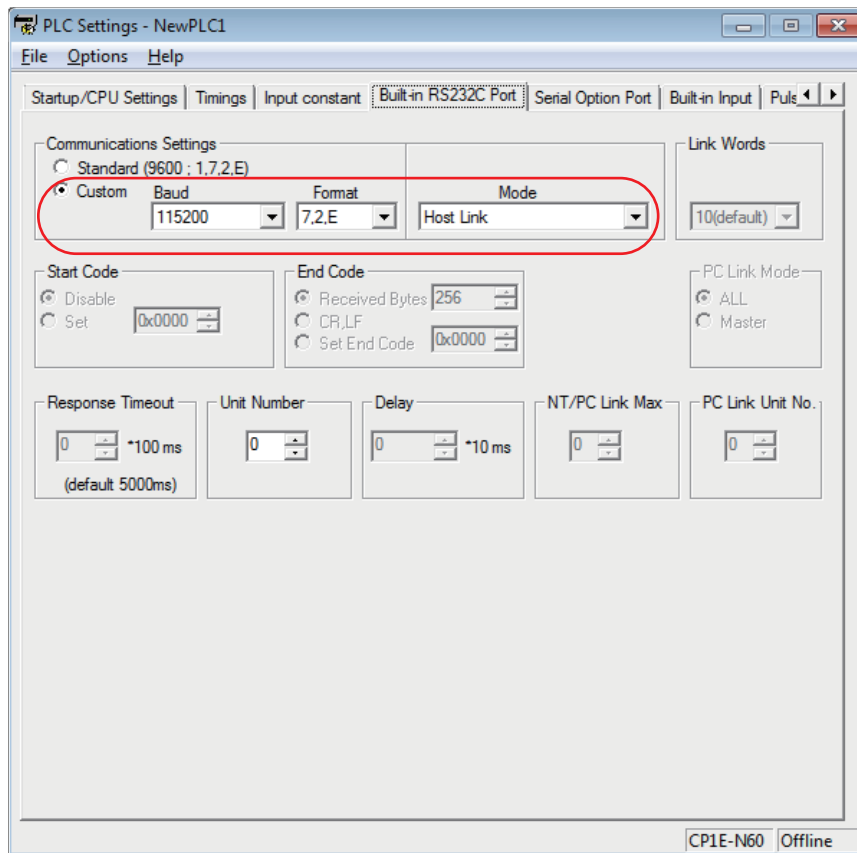 PLC Settings - NewPLC1
File Options Help
Startup/CPU Settings Timings Input constant Built-in RS232C Port Serial Option Port Built-in Input Puls
Communications Settings Link Words
Standard (9600 ; 1,7,2,E)
Custom Baud Format Mode
115200 7,2,E Host Link 10(default)
Start Code End Code PC Link Mode
Disable Received Bytes 256 ALL
Set 0x0000 CR,LF Master
Set End Code 0x0000
Response Timeout Unit Number Delay NT/PC Link Max PC Link Unit No.
0 *100 ms 0 0 *10 ms 0 0
(default 5000ms)
CP1E-N60 Offline